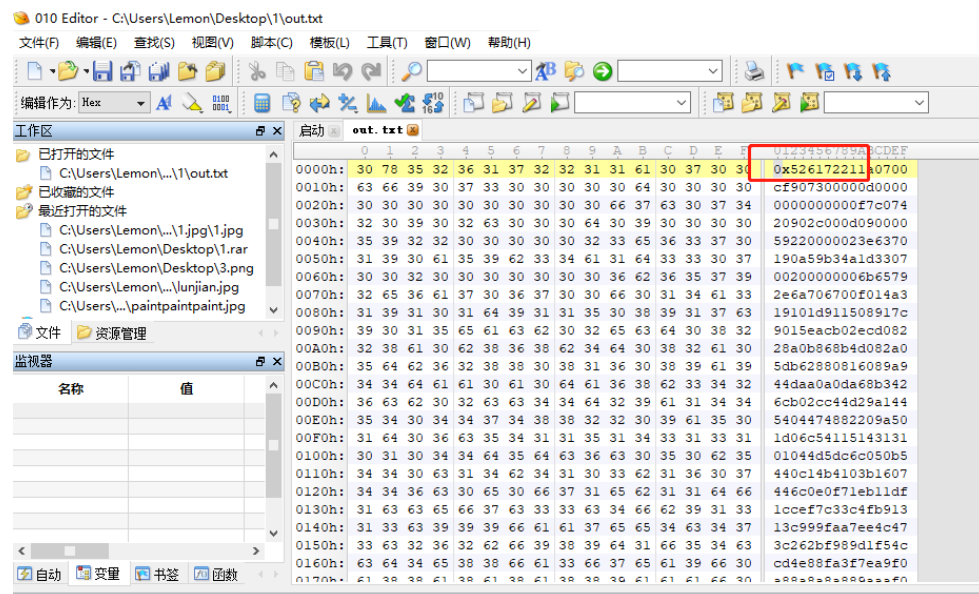 010 Editor - C:\Users\Lemon\Desktop\1\out.txt
文件(F) 编辑(E) 查找(S) 视图(V) 脚本(C) 模板(L) 工具(T) 窗口(W) 帮助(H)
编辑作为: Hex
工作区
已打开的文件
C:\Users\Lemon\...\1\out.txt
已收藏的文件
最近打开的文件
C:\Users\Lemon\...\1.jpg\1.jpg
C:\Users\Lemon\Desktop\1.rar
C:\Users\Lemon\Desktop\3.png
C:\Users\Lemon\...\lunjian.jpg
C:\Users\...\paintpaintpaint.jpg
文件 资源管理
监视器
名称 值
自动 变量 书签 函数
启动 out.txt
0 1 2 3 4 5 6 7 8 9 A B C D E F 0123456789ABCDEF
0000h: 30 78 35 32 36 31 37 32 32 31 31 61 30 37 30 30 0x526172211a0700
0010h: 63 66 39 30 37 33 30 30 30 30 30 64 30 30 30 30 cf907300000d0000
0020h: 30 30 30 30 30 30 30 30 30 30 66 37 63 30 37 34 0000000000f7c074
0030h: 32 30 39 30 32 63 30 30 30 64 30 39 30 30 30 30 20902c000d090000
0040h: 35 39 32 32 30 30 30 30 30 32 33 65 36 33 37 30 59220000023e6370
0050h: 31 39 30 61 35 39 62 33 34 61 31 64 33 33 30 37 190a59b34a1d3307
0060h: 30 30 32 30 30 30 30 30 30 30 36 62 36 35 37 39 00200000006b6579
0070h: 32 65 36 61 37 30 36 37 30 30 66 30 31 34 61 33 2e6a706700f014a3
0080h: 31 39 31 30 31 64 39 31 31 35 30 38 39 31 37 63 19101d911508917c
0090h: 39 30 31 35 65 61 63 62 30 32 65 63 64 30 38 32 9015eacb02ecd082
00A0h: 32 38 61 30 62 38 36 38 62 34 64 30 38 32 61 30 28a0b868b4d082a0
00B0h: 35 64 62 36 32 38 38 30 38 31 36 30 38 39 61 39 5db62880816089a9
00C0h: 34 34 64 61 61 30 61 30 64 61 36 38 62 33 34 32 44daa0a0da68b342
00D0h: 36 63 62 30 32 63 63 34 34 64 32 39 61 31 34 34 6cb02cc44d29a144
00E0h: 35 34 30 34 34 37 34 38 38 32 32 30 39 61 35 30 5404474882209a50
00F0h: 31 64 30 36 63 35 34 31 31 35 31 34 33 31 33 31 1d06c54115143131
0100h: 30 31 30 34 34 64 35 64 63 36 63 30 35 30 62 35 01044d5dc6c050b5
0110h: 34 34 30 63 31 34 62 34 31 30 33 62 31 36 30 37 440c14b4103b1607
0120h: 34 34 36 63 30 65 30 66 37 31 65 62 31 31 64 66 446c0e0f71eb11df
0130h: 31 63 63 65 66 37 63 33 33 63 34 66 62 39 31 33 1ccef7c33c4fb913
0140h: 31 33 63 39 39 39 66 61 61 37 65 65 34 63 34 37 13c999faa7ee4c47
0150h: 33 63 32 36 32 62 66 39 38 39 64 31 66 35 34 63 3c262bf989d1f54c
0160h: 63 64 34 65 38 38 66 61 33 66 37 65 61 39 66 30 cd4e88fa3f7ea9f0